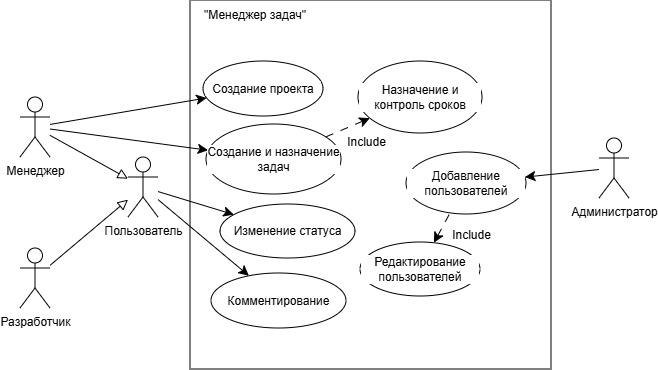 "Менеджер задач"
Создание проекта
Назначение и
контроль сроков
Include
Создание и назначение
задач
Менеджер
Добавление
пользователей
Администратор
Пользователь
Изменение статуса
Include
Редактирование
пользователей
Комментирование
Разработчик